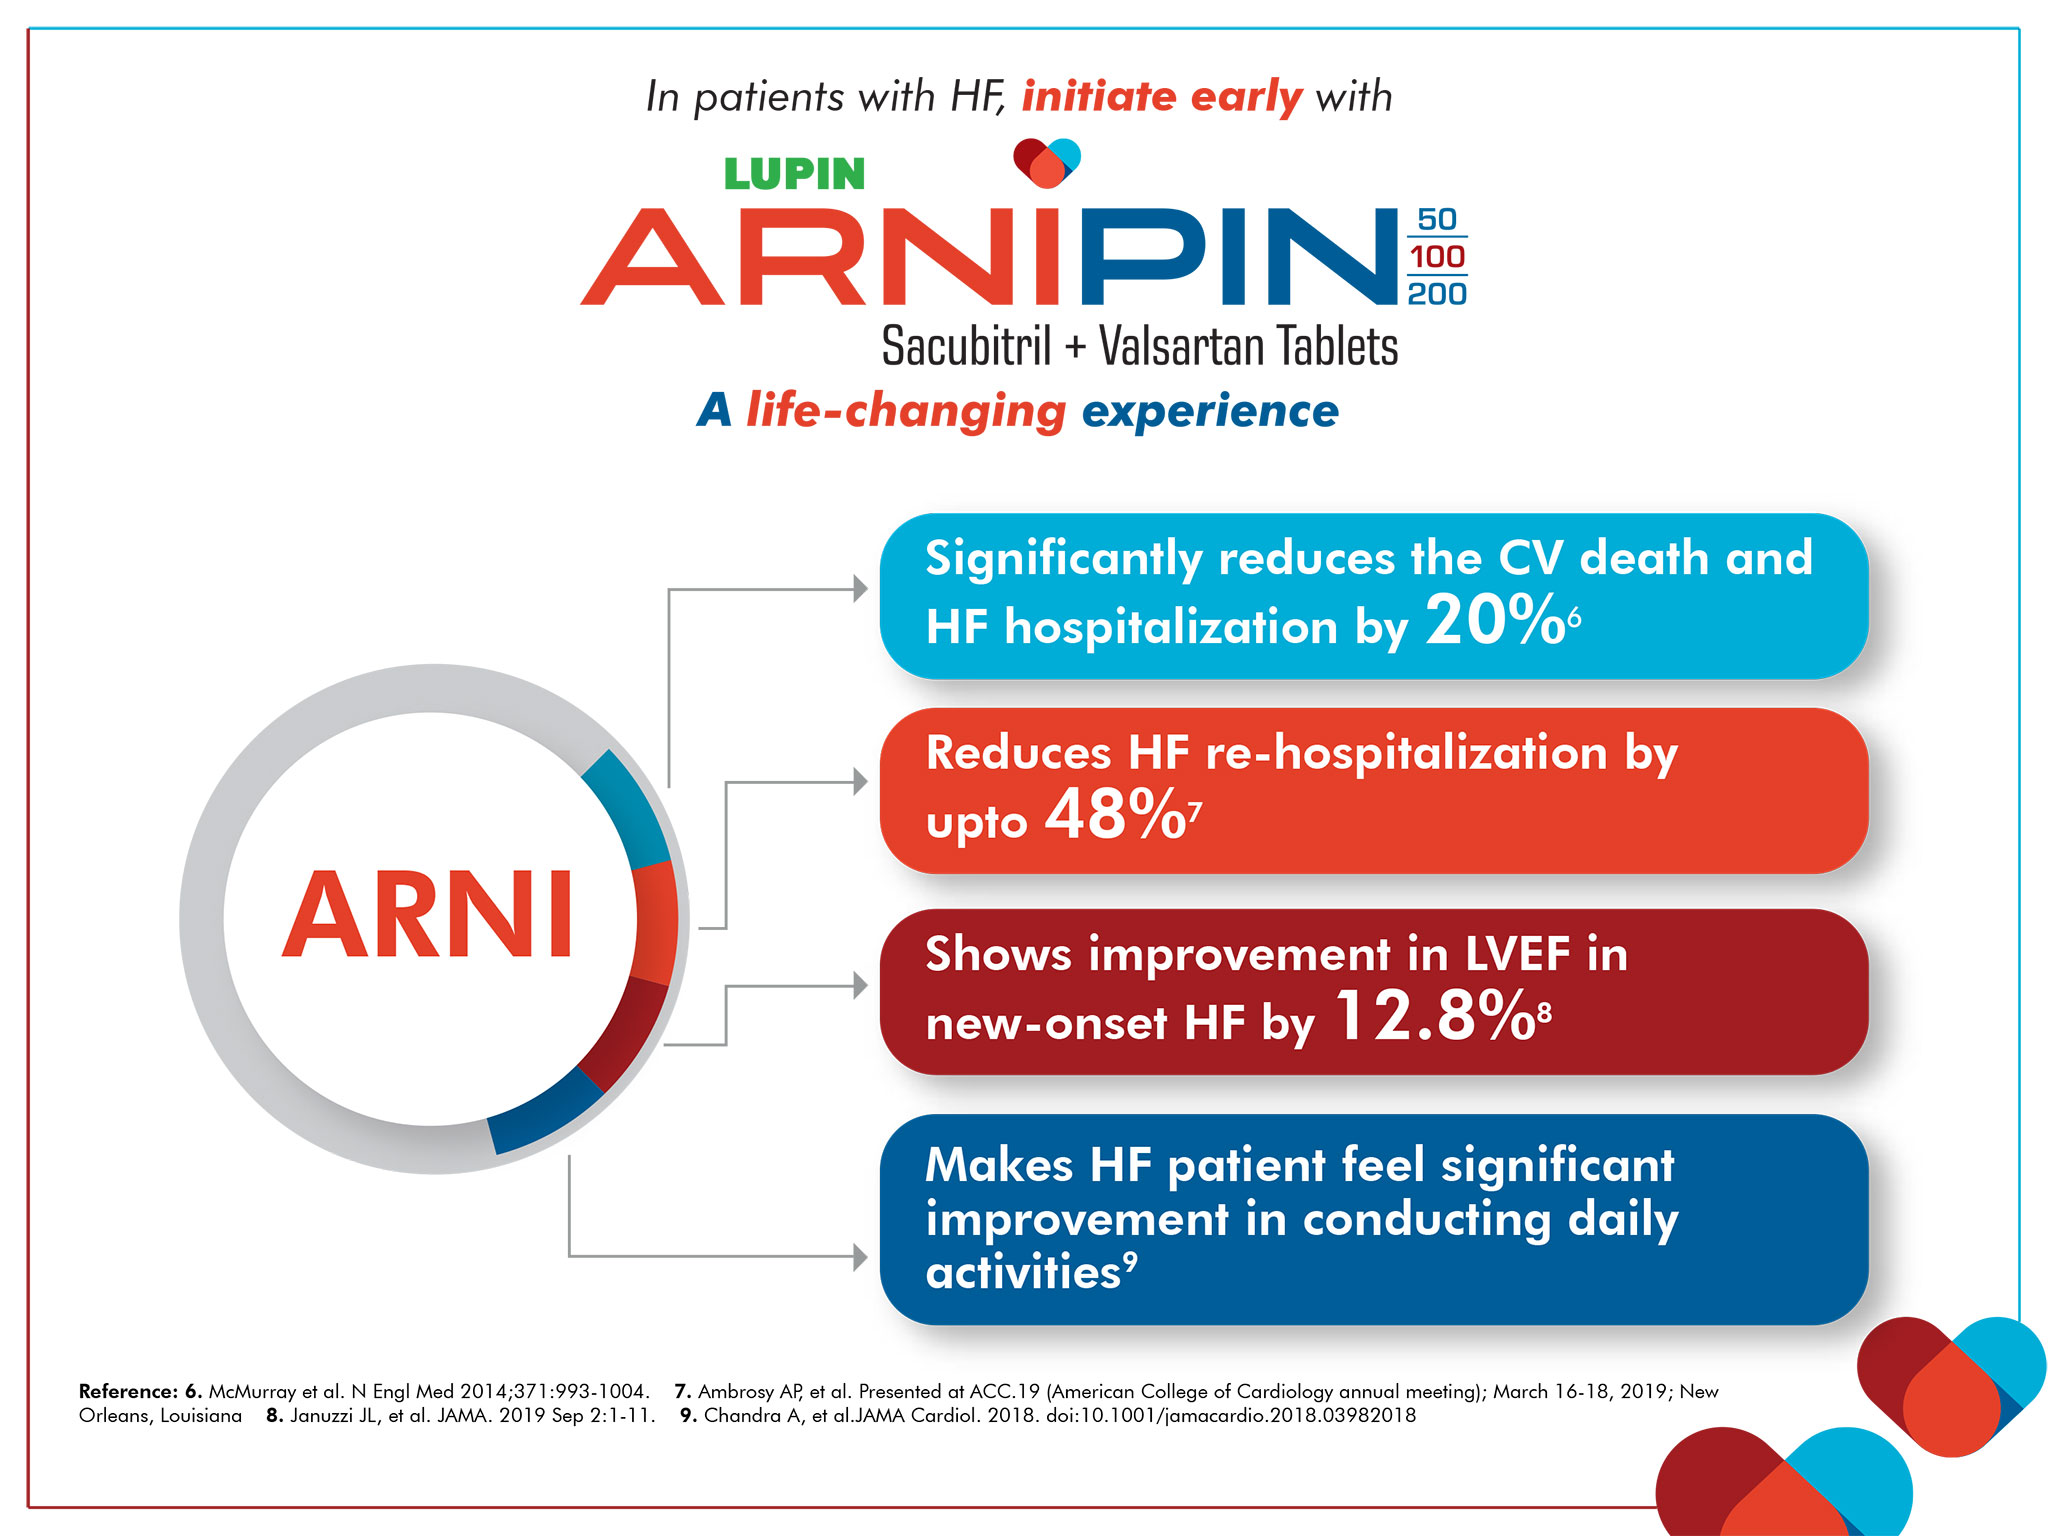 In patients with HF, initiate early with
LUPIN
ARNiPIN
50
100
200
Sacubitril + Valsartan Tablets
A life-changing experience
Significantly reduces the CV death and
HF hospitalization by 20%6
Reduces HF re-hospitalization by
upto 48%7
ARNI
Shows improvement in LVEF in
new-onset HF by 12.8%8
Makes HF patient feel significant
improvement in conducting daily
activities9
Reference: 6. McMurray et al. N Engl Med 2014;371:993-1004. 7. Ambrosy AP, et al. Presented at ACC.19 (American College of Cardiology annual meeting); March 16-18, 2019; New
Orleans, Louisiana 8. Januzzi JL, et al. JAMA. 2019 Sep 2:1-11. 9. Chandra A, et al.JAMA Cardiol. 2018. doi:10.1001/jamacardio.2018.03982018